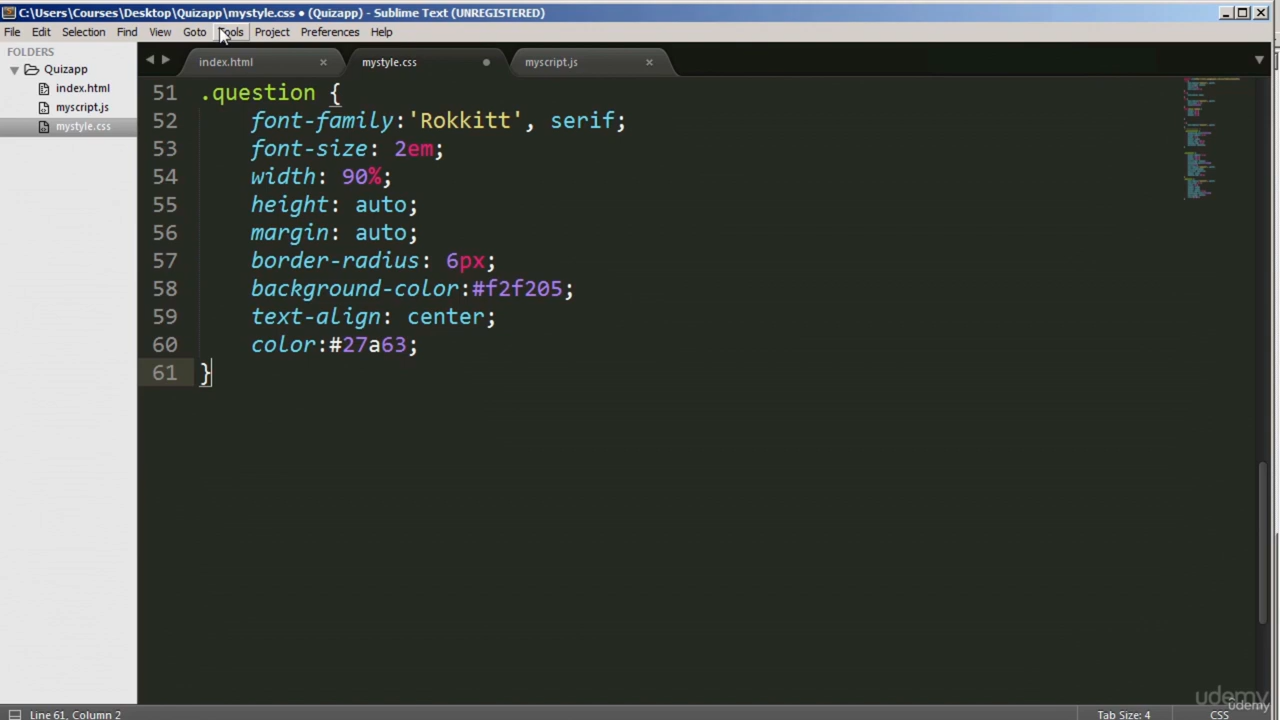 C:\Users\Courses\Desktop\Quizapp\mystyle.css • (Quizapp) - Sublime Text (UNREGISTERED)
File Edit Selection Find View Goto Tools Project Preferences Help
FOLDERS
Quizapp
index.html
myscript.js
mystyle.css
index.html mystyle.css myscript.js
51 .question {
52 font-family:'Rokkitt', serif;
53 font-size: 2em;
54 width: 90%;
55 height: auto;
56 margin: auto;
57 border-radius: 6px;
58 background-color:#f2f205;
59 text-align: center;
60 color:#27a63;
61 }
udemy
udemy
Line 61, Column 2 Tab Size: 4 CSS